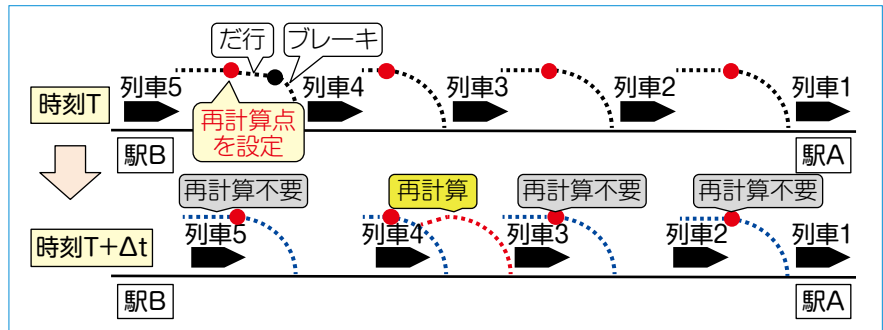 だ行
ブレーキ
列車5
列車4
列車3
列車2
列車1
時刻T
再計算点
を設定
駅B
駅A
再計算不要
再計算
再計算不要
再計算不要
列車5
列車4
列車3
列車2
列車1
時刻T+Δt
駅B
駅A